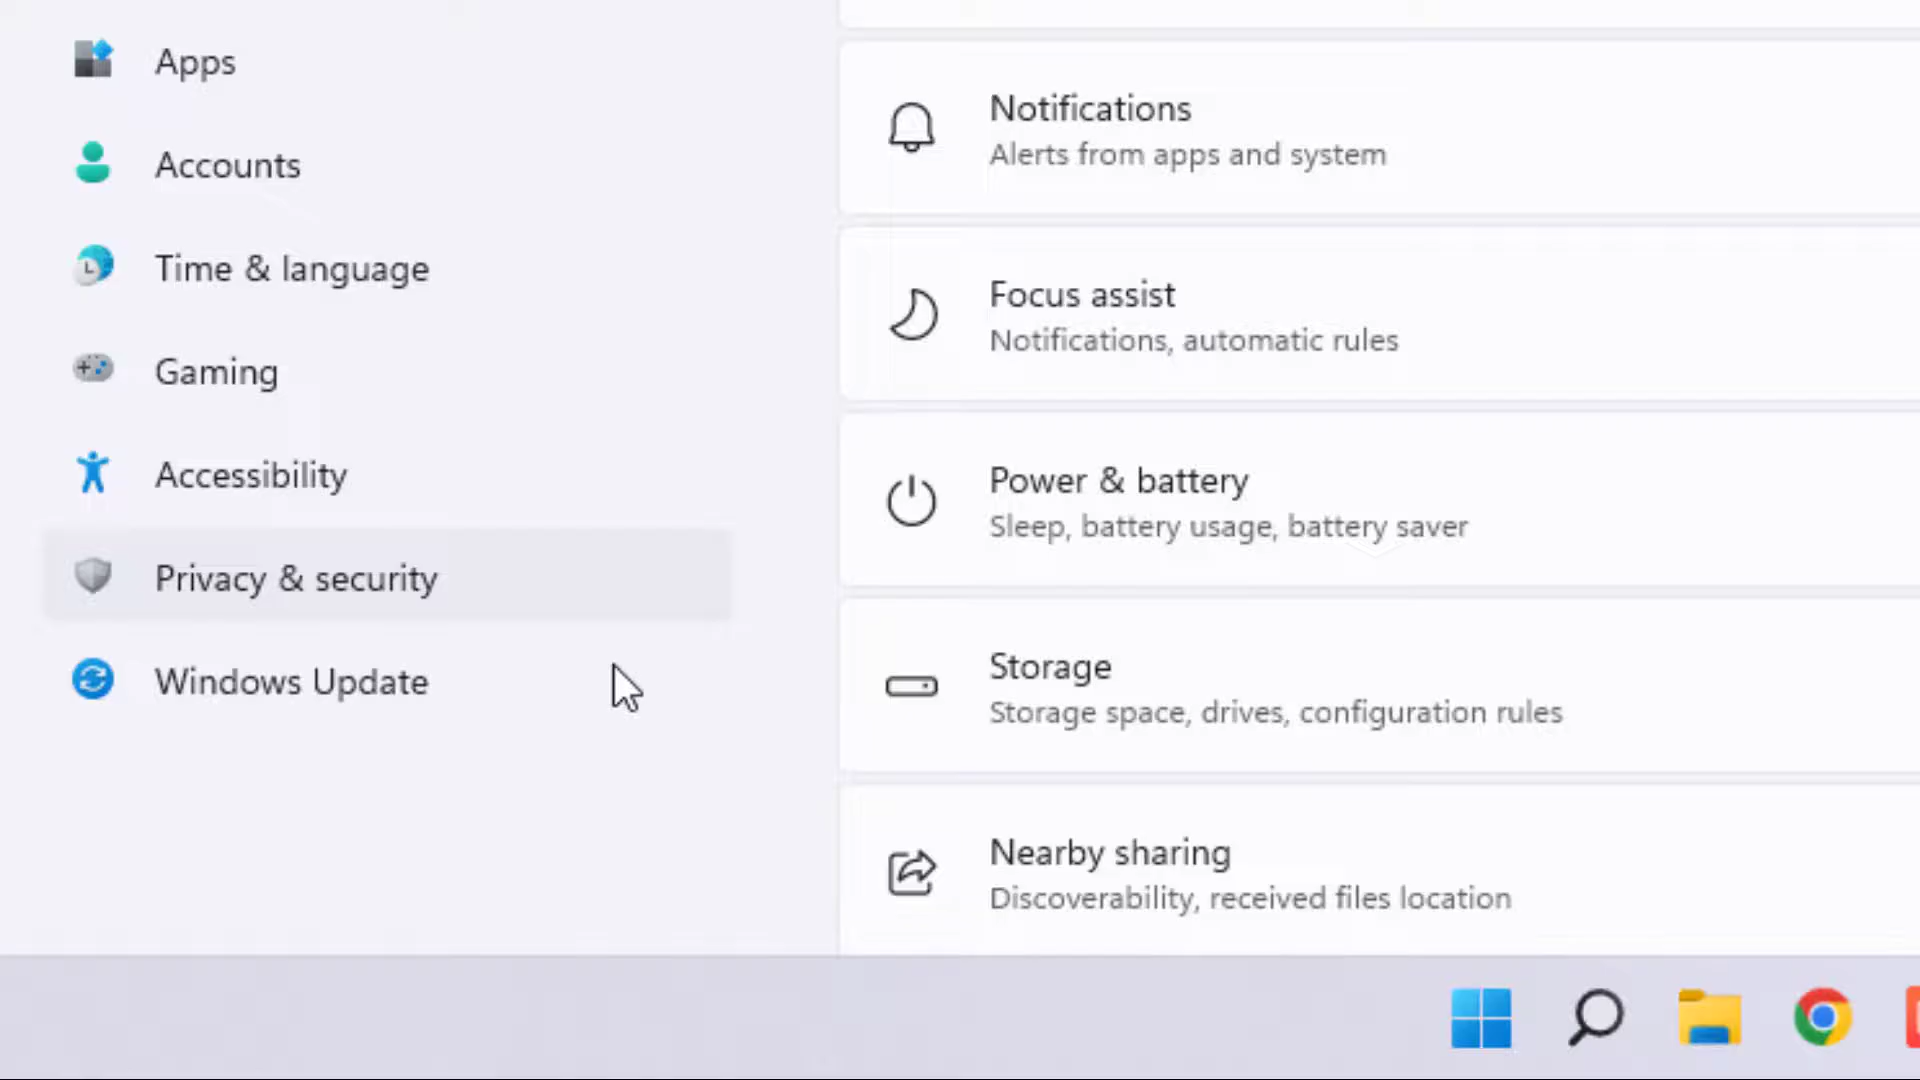 Apps
Accounts
Time & language
Gaming
Accessibility
Privacy & security
Windows Update
Notifications
Alerts from apps and system
Focus assist
Notifications, automatic rules
Power & battery
Sleep, battery usage, battery saver
Storage
Storage space, drives, configuration rules
Nearby sharing
Discoverability, received files location